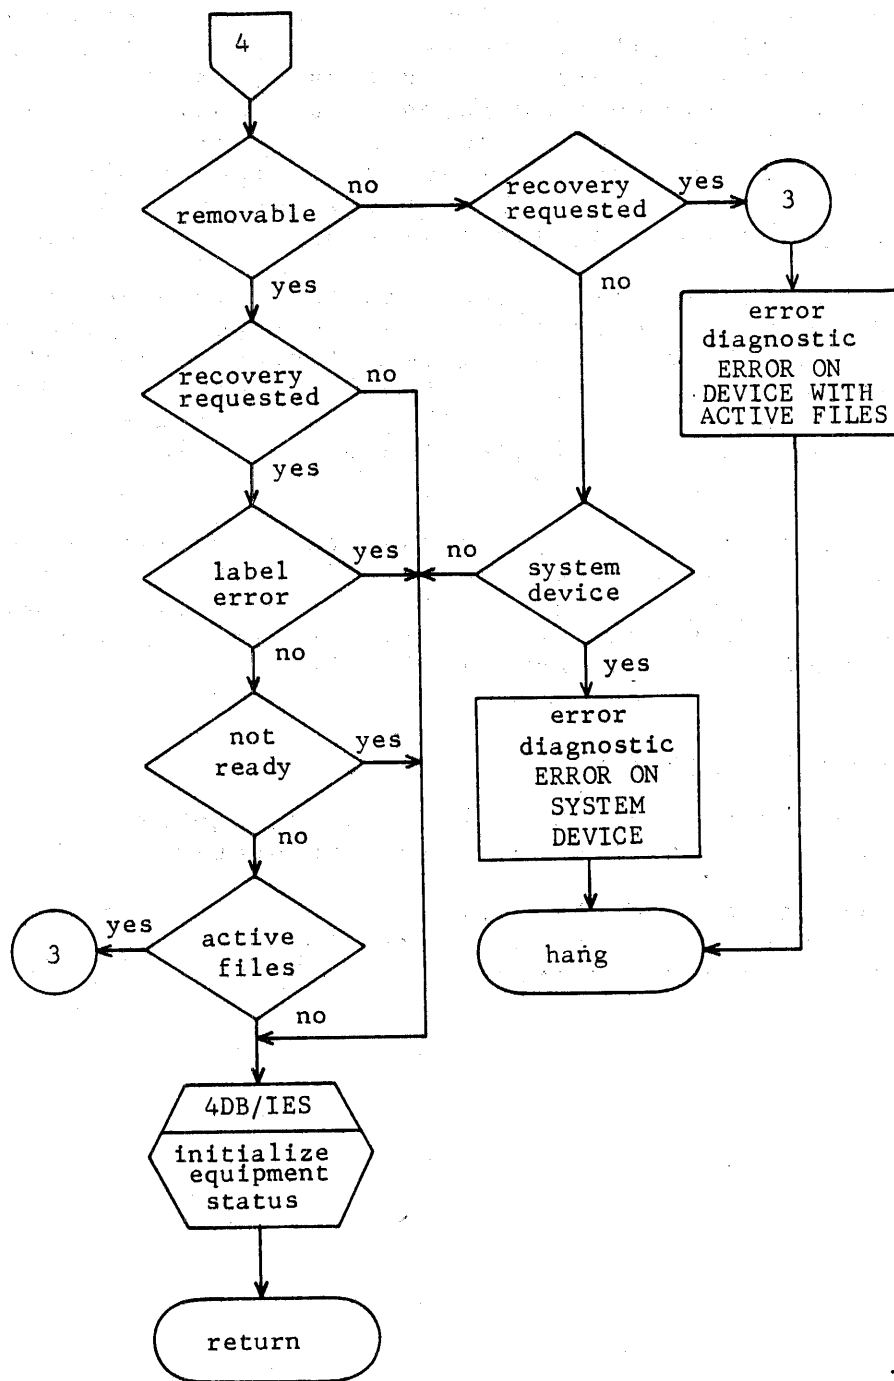 4
removable
no
recovery
requested
yes
3
yes
no
error
diagnostic
ERROR ON
DEVICE WITH
ACTIVE FILES
recovery
requested
no
yes
label
error
yes
no
system
device
no
yes
not
ready
yes
error
diagnostic
ERROR ON
SYSTEM
DEVICE
no
yes
3
active
files
hang
no
4DB/IES
initialize
equipment
status
return